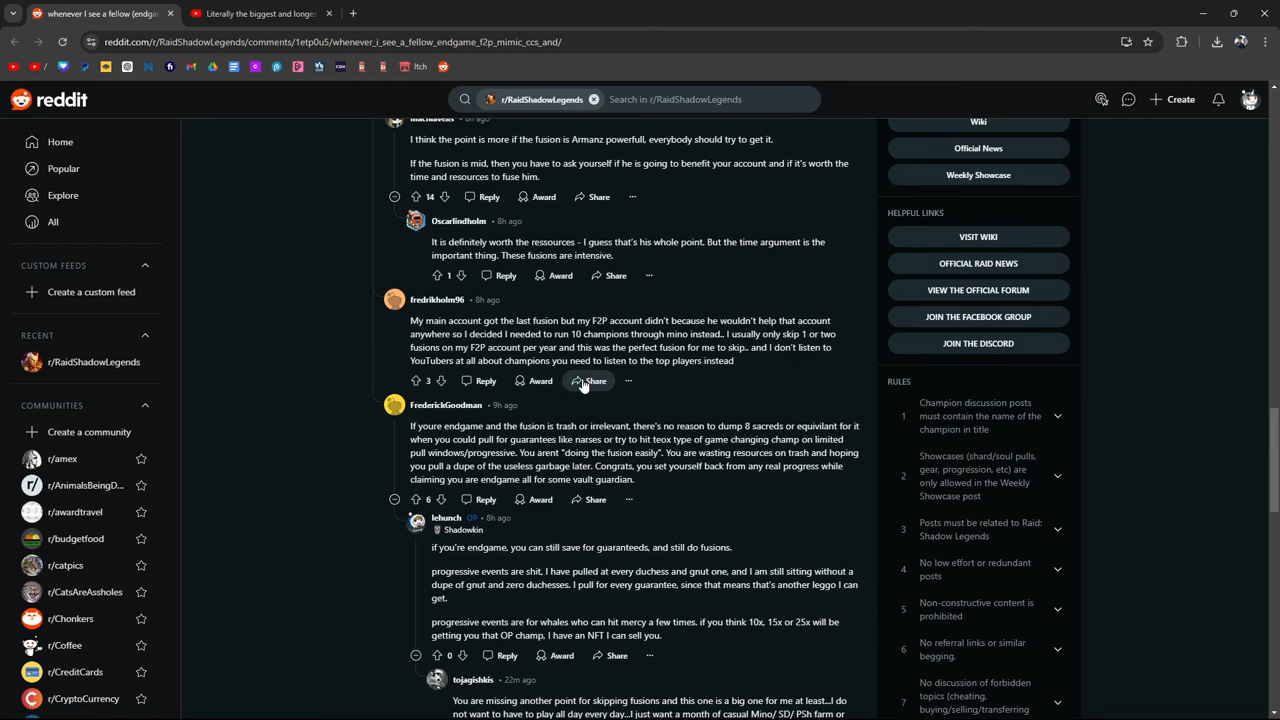 whenever I see a fellow (endga
Literally the biggest and longes
reddit.com/r/RaidShadowLegends/comments/1etp0u5/whenever_i_see_a_fellow_endgame_f2p_mimic_ccs_and/
Itch
reddit
r/RaidShadowLegends
Search in r/RaidShadowLegends
Create
Home
Popular
Explore
All
CUSTOM FEEDS
Create a custom feed
RECENT
r/RaidShadowLegends
COMMUNITIES
Create a community
r/amex
r/AnimalsBeingD...
r/awardtravel
r/budgetfood
r/catpics
r/CatsAreAssholes
r/Chonkers
r/Coffee
r/CreditCards
r/CryptoCurrency
I think the point is more if the fusion is Armanz powerfull, everybody should try to get it.
If the fusion is mid, then you have to ask yourself if he is going to benefit your account and if it's worth the
time and resources to fuse him.
14 Reply Award Share
Oscarlindholm • 8h ago
It is definitely worth the ressources - I guess that's his whole point. But the time argument is the
important thing. These fusions are intensive.
1 Reply Award Share
fredrikholm96 • 8h ago
My main account got the last fusion but my F2P account didn't because he wouldn't help that account
anywhere so I decided I needed to run 10 champions through mino instead.. I usually only skip 1 or two
fusions on my F2P account per year and this was the perfect fusion for me to skip.. and I don't listen to
YouTubers at all about champions you need to listen to the top players instead
3 Reply Award Share
FrederickGoodman • 9h ago
If youre endgame and the fusion is trash or irrelevant, there's no reason to dump 8 sacreds or equivilant for it
when you could pull for guarantees like narses or try to hit teox type of game changing champ on limited
pull windows/progressive. You arent "doing the fusion easily". You are wasting resources on trash and hoping
you pull a dupe of the useless garbage later. Congrats, you set yourself back from any real progress while
claiming you are endgame all for some vault guardian.
6 Reply Award Share
lehunch OP • 8h ago
Shadowkin
if you're endgame, you can still save for guaranteeds, and still do fusions.
progressive events are shit, I have pulled at every duchess and gnut one, and I am still sitting without a
dupe of gnut and zero duchesses. I pull for every guarantee, since that means that's another leggo I can
get.
progressive events are for whales who can hit mercy a few times. if you think 10x, 15x or 25x will be
getting you that OP champ, I have an NFT I can sell you.
0 Reply Award Share
tojagishkis • 22m ago
You are missing another point for skipping fusions and this one is a big one for me at least...I do
not want to have to play all day every day...I just want a month of casual Mino/ SD/ PSh farm or
Wiki
Official News
Weekly Showcase
HELPFUL LINKS
VISIT WIKI
OFFICIAL RAID NEWS
VIEW THE OFFICIAL FORUM
JOIN THE FACEBOOK GROUP
JOIN THE DISCORD
RULES
1 Champion discussion posts
must contain the name of the
champion in title
2 Showcases (shard/soul pulls,
gear, progression, etc) are
only allowed in the Weekly
Showcase post
3 Posts must be related to Raid:
Shadow Legends
4 No low effort or redundant
posts
5 Non-constructive content is
prohibited
6 No referral links or similar
begging.
7 No discussion of forbidden
topics (cheating,
buying/selling/transferring